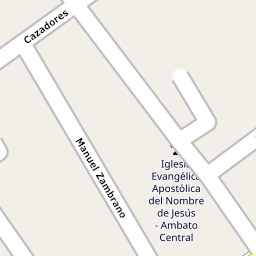 Cazadores
Manuel Zambrano
Iglesia
Evangélica
Apostólica
del Nombre
de Jesús
- Ambato
Central